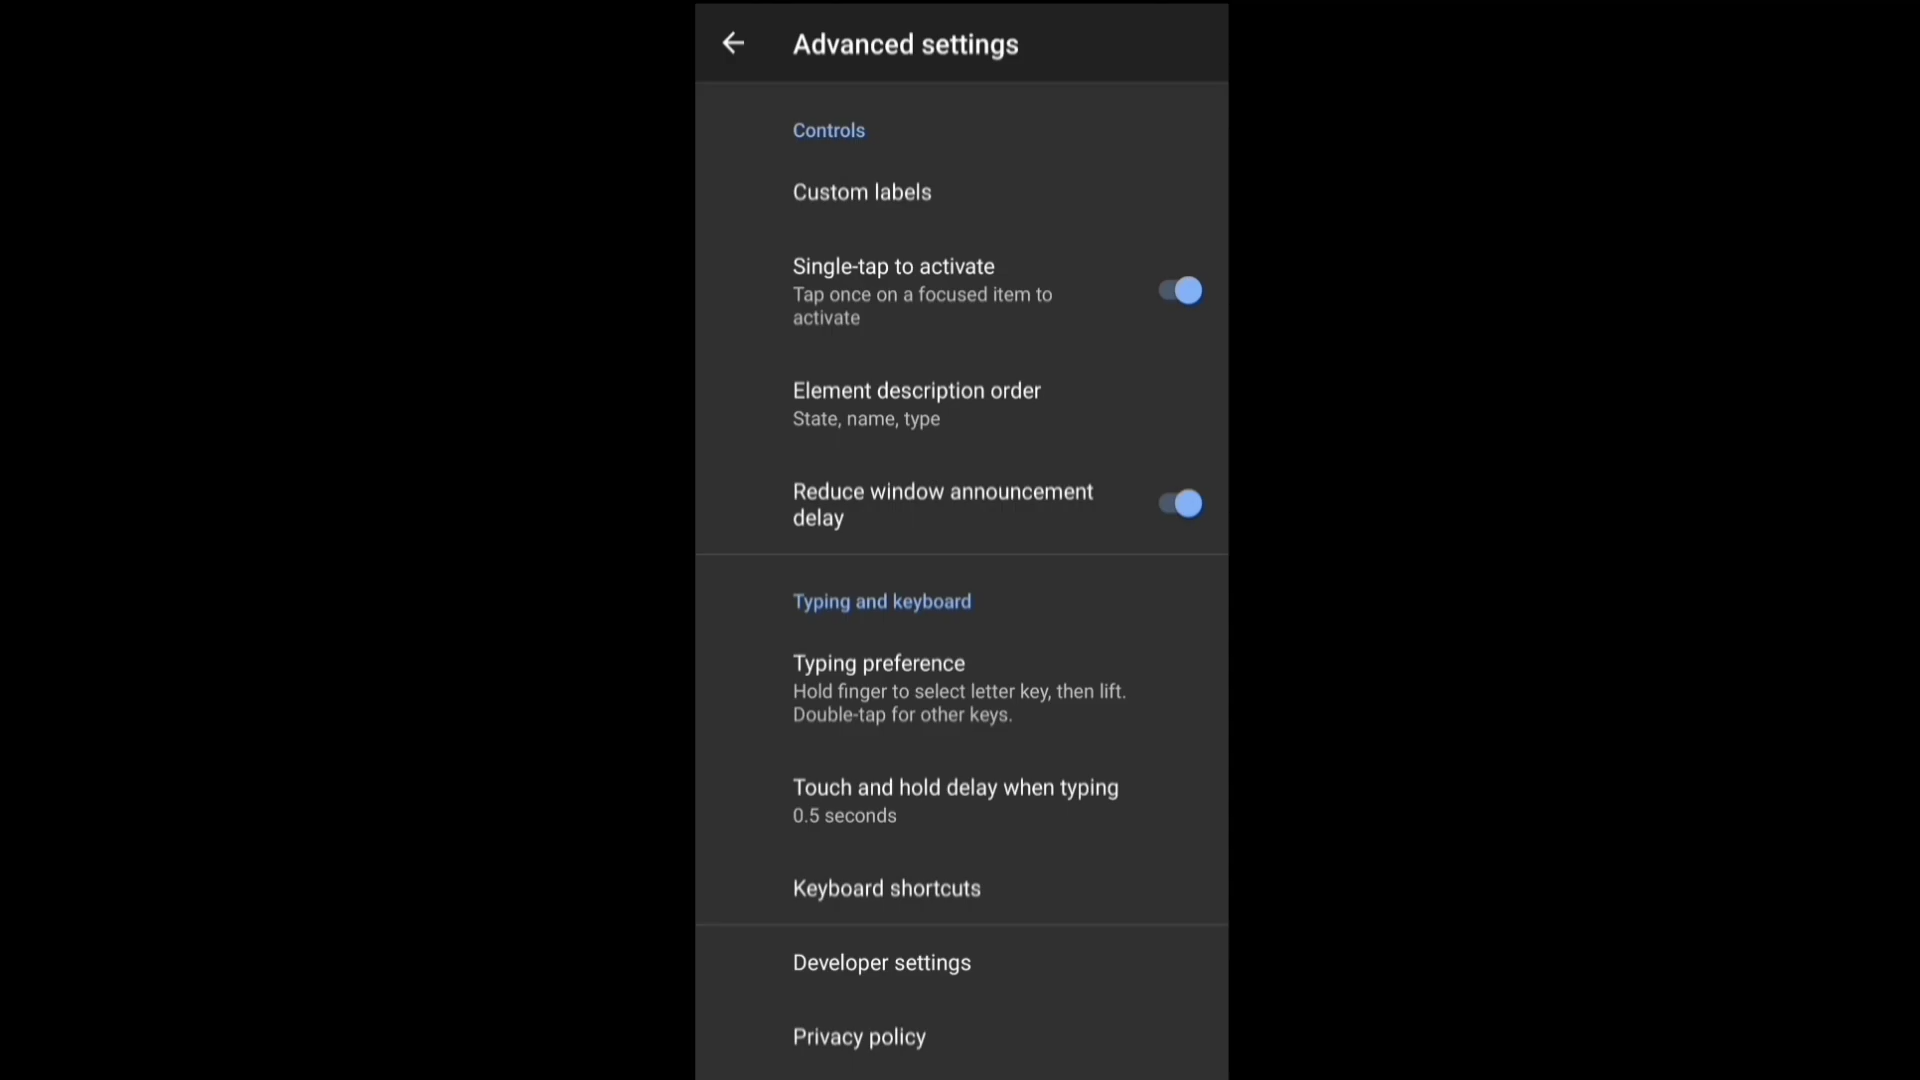 Advanced settings
Controls
Custom labels
Single-tap to activate
Tap once on a focused item to
activate
Element description order
State, name, type
Reduce window announcement
delay
Typing and keyboard
Typing preference
Hold finger to select letter key, then lift.
Double-tap for other keys.
Touch and hold delay when typing
0.5 seconds
Keyboard shortcuts
Developer settings
Privacy policy